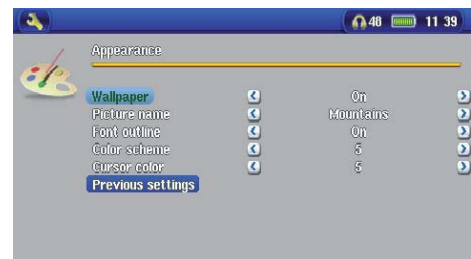 48 11 39
Appearance
Wallpaper On
Picture name Mountains
Font outline On
Color scheme 5
Cursor color 5
Previous settings